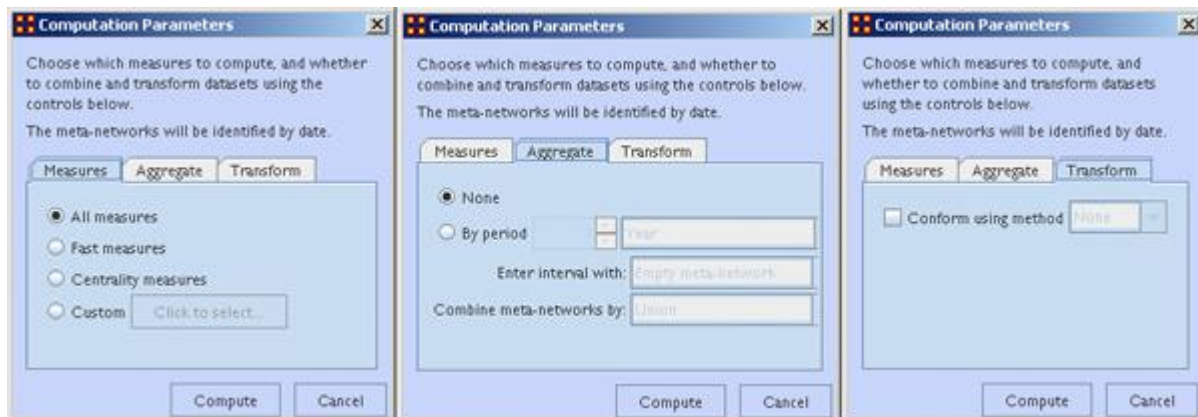 Computation Parameters
Choose which measures to compute, and whether
to combine and transform datasets using the
controls below.
The meta-networks will be identified by date.
Measures Aggregate Transform
All measures
Fast measures
Centrality measures
Custom Click to select...
Compute Cancel
Computation Parameters
Choose which measures to compute, and whether to
combine and transform datasets using the controls below.
The meta-networks will be identified by date.
Measures Aggregate Transform
None
By period Year
Enter interval with: Empty meta-network
Combine meta-networks by: Union
Compute Cancel
Computation Parameters
Choose which measures to compute, and
whether to combine and transform datasets
using the controls below.
The meta-networks will be identified by date.
Measures Aggregate Transform
Conform using method None
Compute Cancel